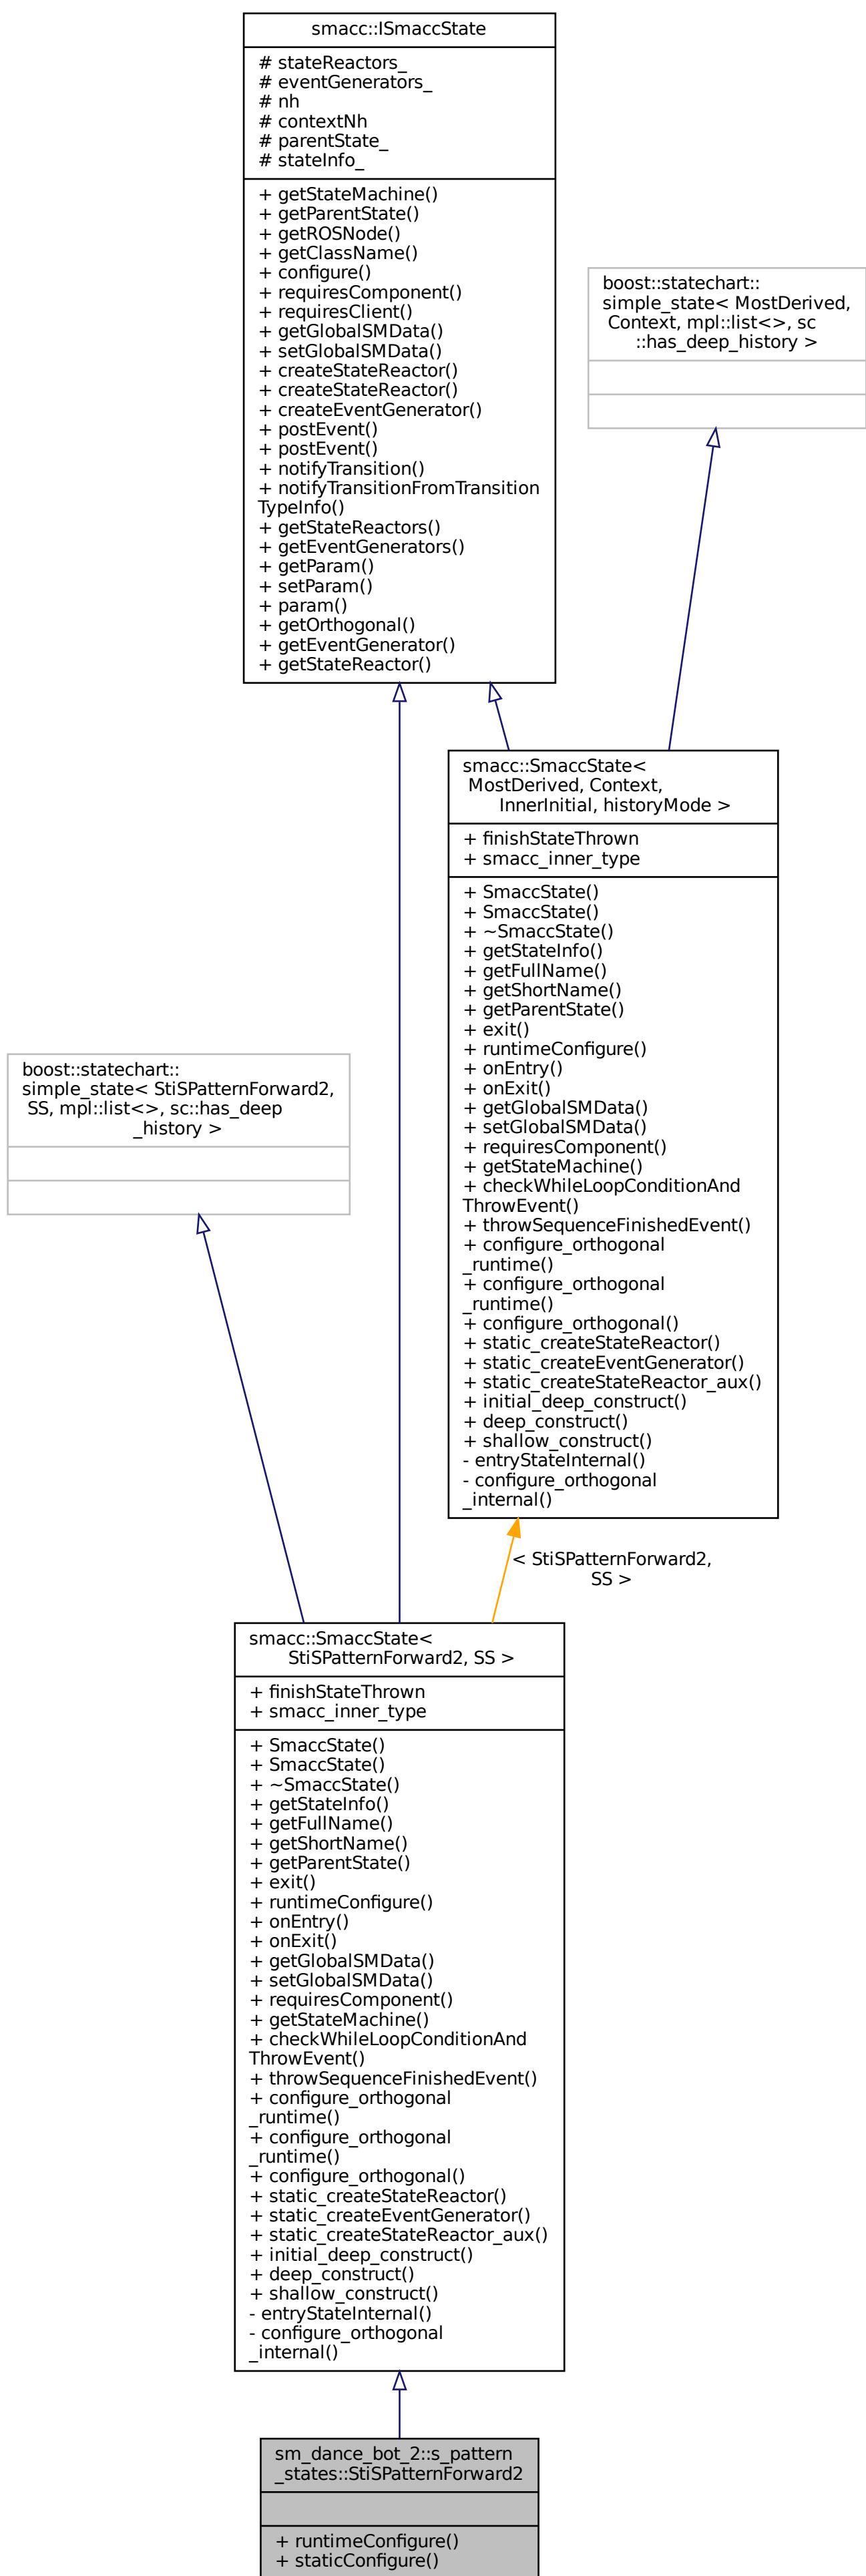 smacc::ISmaccState
# stateReactors_
# eventGenerators_
# nh
# contextNh
# parentState_
# stateInfo_
+ getStateMachine()
+ getParentState()
+ getROSNode()
+ getClassName()
+ configure()
+ requiresComponent()
+ requiresClient()
+ getGlobalSMData()
+ setGlobalSMData()
+ createStateReactor()
+ createStateReactor()
+ createEventGenerator()
+ postEvent()
+ postEvent()
+ notifyTransition()
+ notifyTransitionFromTransition
TypeInfo()
+ getStateReactors()
+ getEventGenerators()
+ getParam()
+ setParam()
+ param()
+ getOrthogonal()
+ getEventGenerator()
+ getStateReactor()
boost::statechart::
simple_state< MostDerived,
Context, mpl::list<>, sc
::has_deep_history >
smacc::SmaccState<
MostDerived, Context,
InnerInitial, historyMode >
+ finishStateThrown
+ smacc_inner_type
+ SmaccState()
+ SmaccState()
+ ~SmaccState()
+ getStateInfo()
+ getFullName()
+ getShortName()
+ getParentState()
+ exit()
+ runtimeConfigure()
+ onEntry()
+ onExit()
+ getGlobalSMData()
+ setGlobalSMData()
+ requiresComponent()
+ getStateMachine()
+ checkWhileLoopConditionAnd
ThrowEvent()
+ throwSequenceFinishedEvent()
+ configure_orthogonal
_runtime()
+ configure_orthogonal
_runtime()
+ configure_orthogonal()
+ static_createStateReactor()
+ static_createEventGenerator()
+ static_createStateReactor_aux()
+ initial_deep_construct()
+ deep_construct()
+ shallow_construct()
- entryStateInternal()
- configure_orthogonal
_internal()
boost::statechart::
simple_state< StiSPatternForward2,
SS, mpl::list<>, sc::has_deep
_history >
< StiSPatternForward2,
SS >
smacc::SmaccState<
StiSPatternForward2, SS >
+ finishStateThrown
+ smacc_inner_type
+ SmaccState()
+ SmaccState()
+ ~SmaccState()
+ getStateInfo()
+ getFullName()
+ getShortName()
+ getParentState()
+ exit()
+ runtimeConfigure()
+ onEntry()
+ onExit()
+ getGlobalSMData()
+ setGlobalSMData()
+ requiresComponent()
+ getStateMachine()
+ checkWhileLoopConditionAnd
ThrowEvent()
+ throwSequenceFinishedEvent()
+ configure_orthogonal
_runtime()
+ configure_orthogonal
_runtime()
+ configure_orthogonal()
+ static_createStateReactor()
+ static_createEventGenerator()
+ static_createStateReactor_aux()
+ initial_deep_construct()
+ deep_construct()
+ shallow_construct()
- entryStateInternal()
- configure_orthogonal
_internal()
sm_dance_bot_2::s_pattern
_states::StiSPatternForward2
+ runtimeConfigure()
+ staticConfigure()